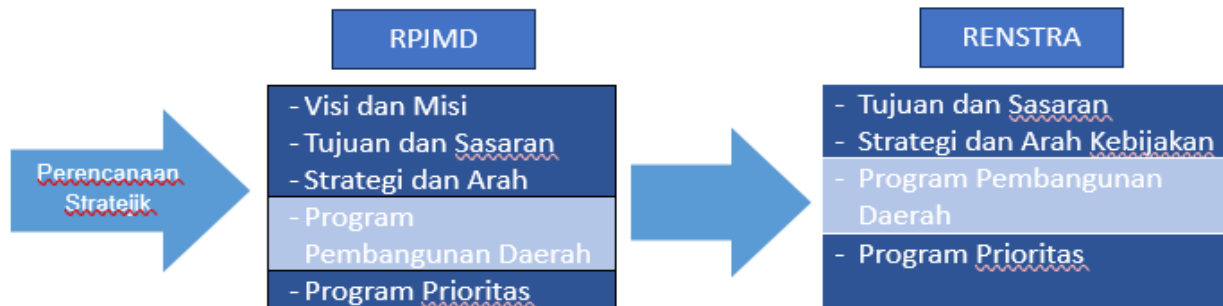 Perencanaan
Stratejik
RPJMD
- Visi dan Misi
- Tujuan dan Sasaran
- Strategi dan Arah
- Program
Pembangunan Daerah
- Program Prioritas
RENSTRA
- Tujuan dan Sasaran
- Strategi dan Arah Kebijakan
- Program Pembangunan
Daerah
- Program Prioritas